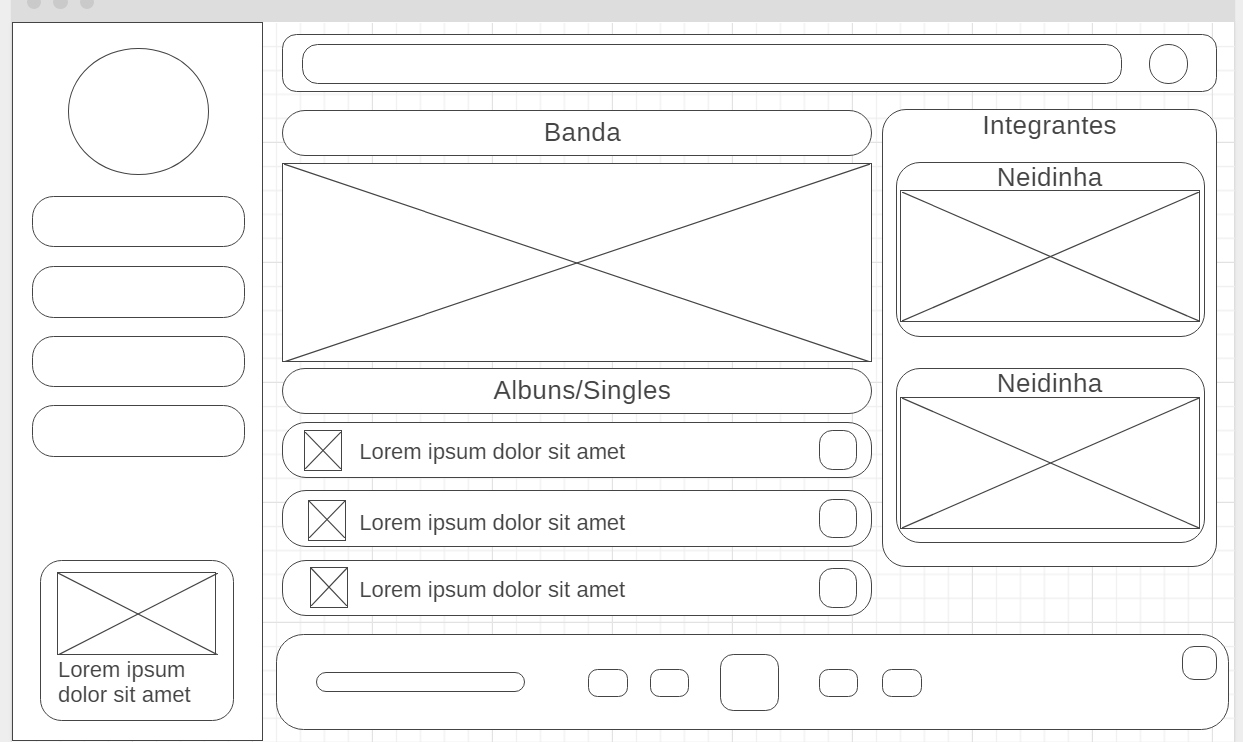 Banda
Integrantes
Neidinha
Albuns/Singles
Neidinha
Lorem ipsum dolor sit amet
Lorem ipsum dolor sit amet
Lorem ipsum dolor sit amet
Lorem ipsum
dolor sit amet